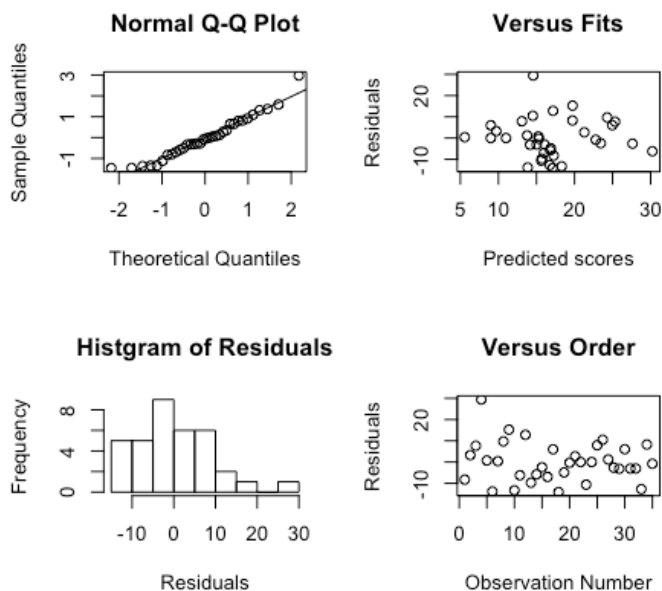 Normal Q-Q Plot
Sample Quantiles
3
1
-1
-2 -1 0 1 2
Theoretical Quantiles
Versus Fits
Residuals
20
-10
5 10 20 30
Predicted scores
Histgram of Residuals
Frequency
8
4
0
-10 0 10 20 30
Residuals
Versus Order
Residuals
20
-10
0 10 20 30
Observation Number